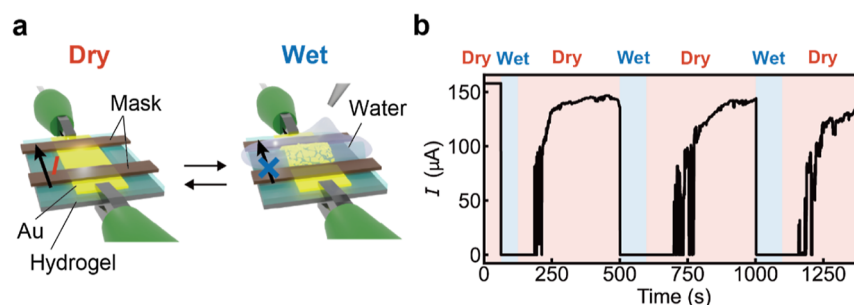 a
Dry
Wet
Mask
Water
I
Au
Hydrogel
b
Dry Wet Dry Wet Dry Wet Dry
150
100
50
0
I (μA)
0 250 500 750 1000 1250
Time (s)